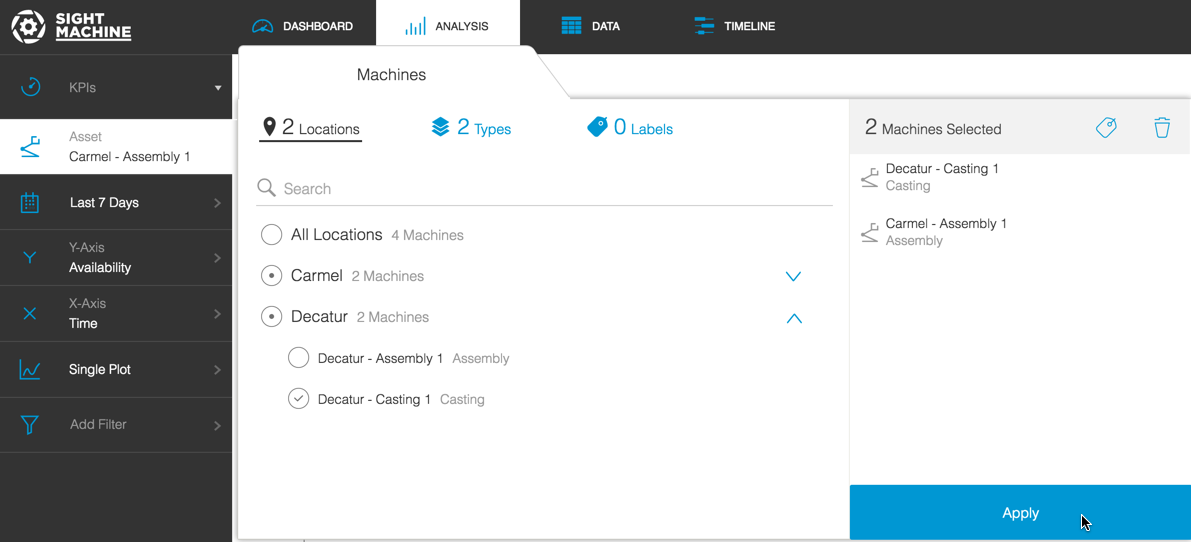 SIGHT
MACHINE
DASHBOARD
ANALYSIS
DATA
TIMELINE
KPIs
Asset
Carmel - Assembly 1
Last 7 Days
Y-Axis
Availability
X-Axis
Time
Single Plot
Add Filter
Machines
2 Locations
2 Types
0 Labels
Search
All Locations 4 Machines
Carmel 2 Machines
Decatur 2 Machines
Decatur - Assembly 1 Assembly
Decatur - Casting 1 Casting
2 Machines Selected
Decatur - Casting 1
Casting
Carmel - Assembly 1
Assembly
Apply